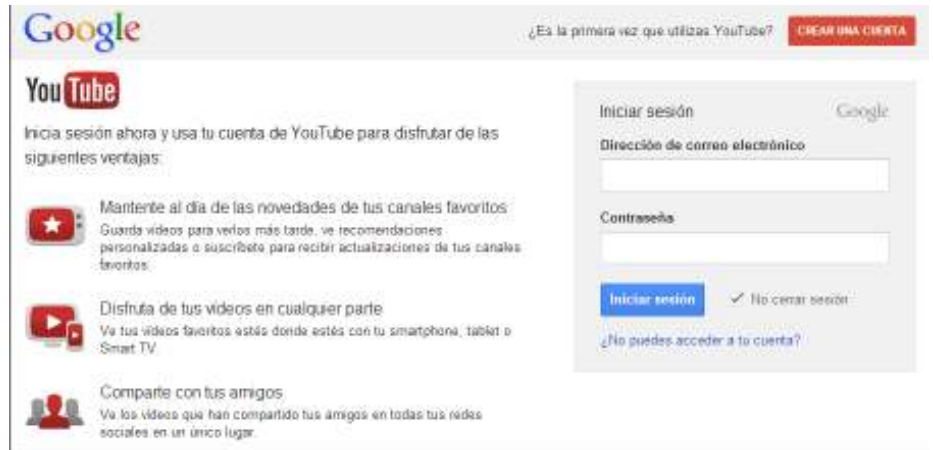 Google
¿Es la primera vez que utilizas YouTube? CREAR UNA CUENTA
YouTube
Inicia sesión ahora y usa tu cuenta de YouTube para disfrutar de las
siguientes ventajas:
Mantente al día de las novedades de tus canales favoritos
Guarda vídeos para verlos más tarde, ve recomendaciones
personalizadas o suscríbete para recibir actualizaciones de tus canales
favoritos.
Disfruta de tus vídeos en cualquier parte
Ve tus vídeos favoritos estés donde estés con tu smartphone, tablet o
Smart TV.
Comparte con tus amigos
Ve los vídeos que han compartido tus amigos en todas tus redes
sociales en un único lugar.
Iniciar sesión Google
Dirección de correo electrónico
Contraseña
Iniciar sesión No cerrar sesión
¿No puedes acceder a tu cuenta?